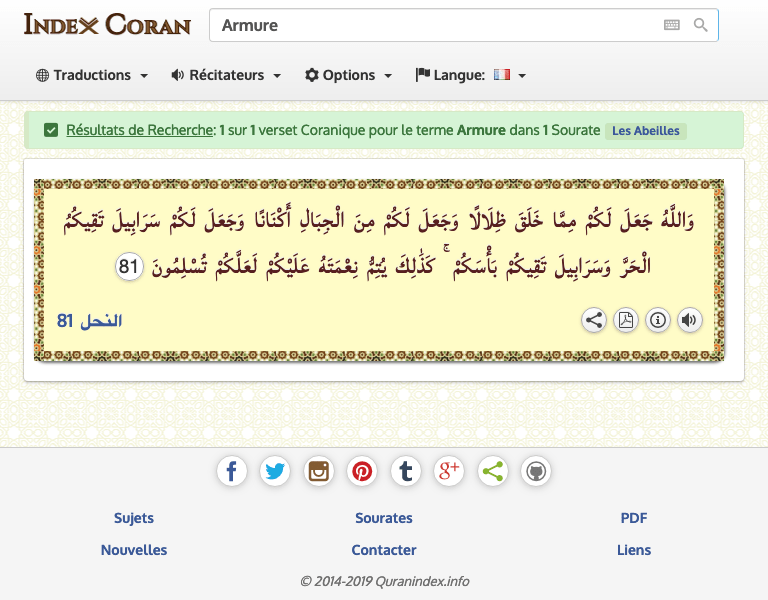 Index Coran
Armure
Traductions
Récitateurs
Options
Langue:
Résultats de Recherche: 1 sur 1 verset Coranique pour le terme Armure dans 1 Sourate Les Abeilles
وَاللَّهُ جَعَلَ لَكُم مِّمَّا خَلَقَ ظِلَالًا وَجَعَلَ لَكُم مِّنَ الْجِبَالِ أَكْنَانًا وَجَعَلَ لَكُمْ سَرَابِيلَ تَقِيكُمُ
الْحَرَّ وَسَرَابِيلَ تَقِيكُم بَأْسَكُمْ ۚ كَذَٰلِكَ يُتِمُّ نِعْمَتَهُ عَلَيْكُمْ لَعَلَّكُمْ تُسْلِمُونَ 81
النحل 81
Sujets
Sourates
PDF
Nouvelles
Contacter
Liens
© 2014-2019 Quranindex.info